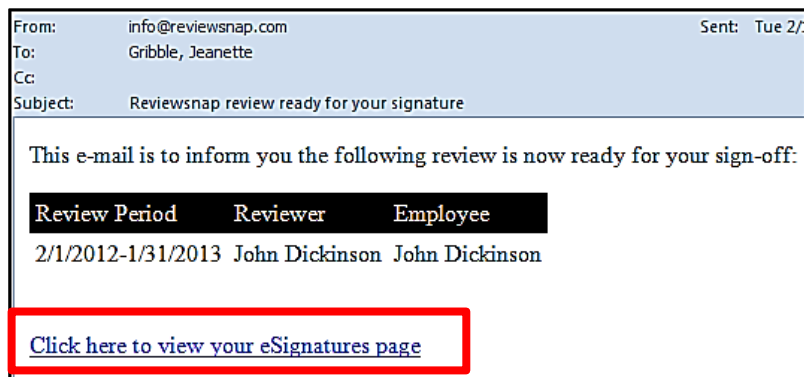 From: info@reviewsnap.com Sent: Tue 2/
To: Gribble, Jeanette
Cc:
Subject: Reviewsnap review ready for your signature
This e-mail is to inform you the following review is now ready for your sign-off:
Review Period Reviewer Employee
2/1/2012-1/31/2013 John Dickinson John Dickinson
Click here to view your eSignatures page